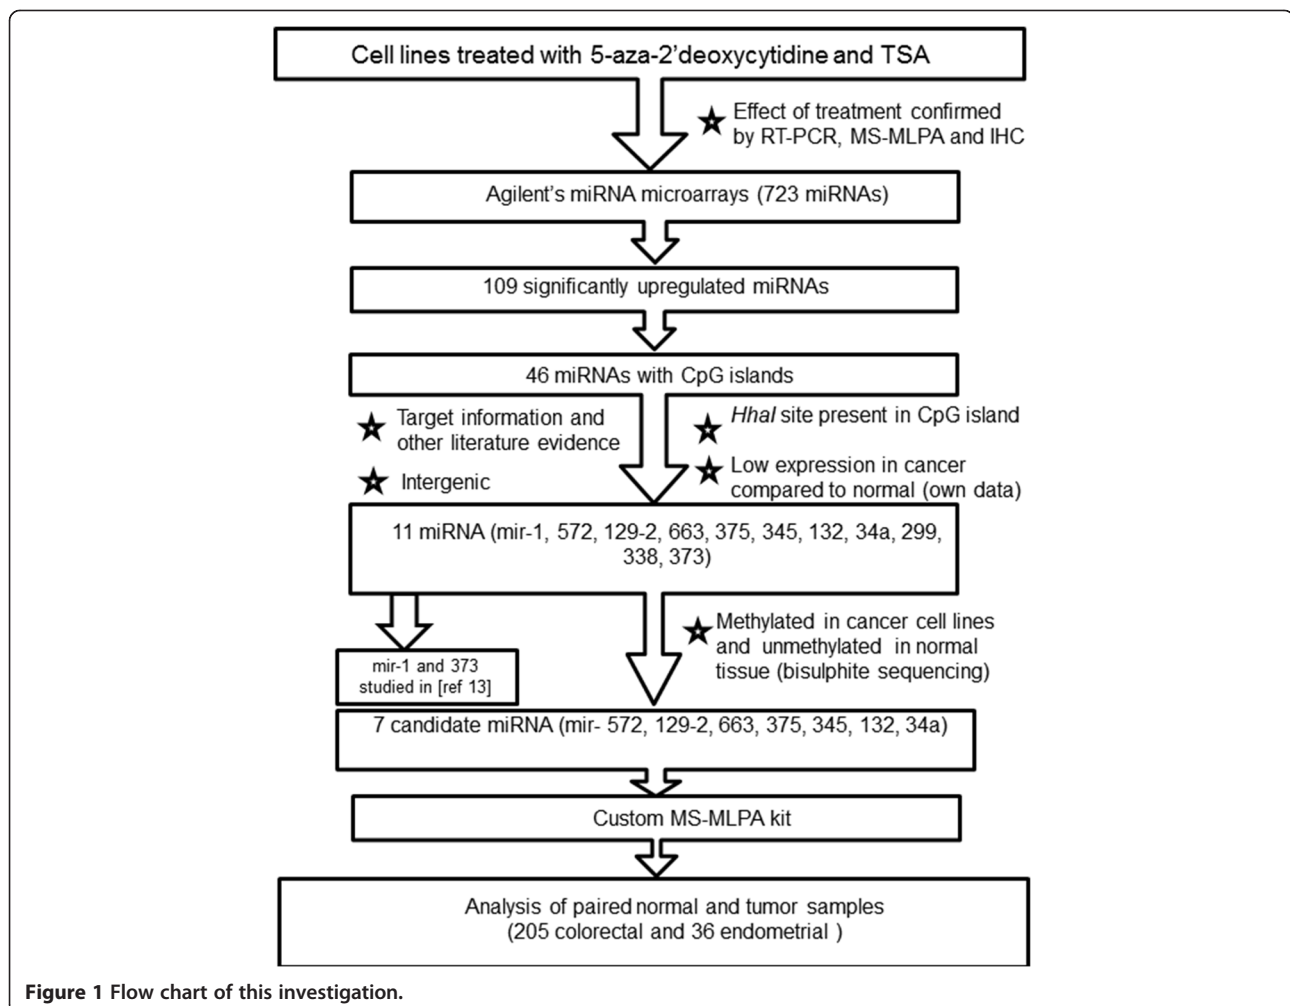 Cell lines treated with 5-aza-2'deoxycytidine and TSA
Effect of treatment confirmed
by RT-PCR, MS-MLPA and IHC
Agilent's miRNA microarrays (723 miRNAs)
109 significantly upregulated miRNAs
46 miRNAs with CpG islands
Target information and
other literature evidence
Intergenic
HhaI site present in CpG island
Low expression in cancer
compared to normal (own data)
11 miRNA (mir-1, 572, 129-2, 663, 375, 345, 132, 34a, 299,
338, 373)
mir-1 and 373
studied in [ref 13]
Methylated in cancer cell lines
and unmethylated in normal
tissue (bisulphite sequencing)
7 candidate miRNA (mir- 572, 129-2, 663, 375, 345, 132, 34a)
Custom MS-MLPA kit
Analysis of paired normal and tumor samples
(205 colorectal and 36 endometrial )
Figure 1 Flow chart of this investigation.